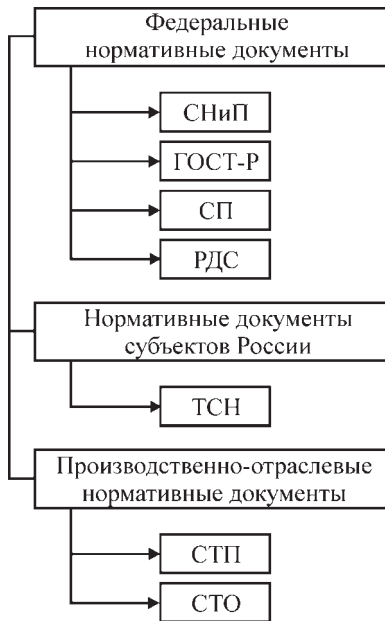 Федеральные
нормативные документы
СНиП
ГОСТ-Р
СП
РДС
Нормативные документы
субъектов России
ТСН
Производственно-отраслевые
нормативные документы
СТП
СТО